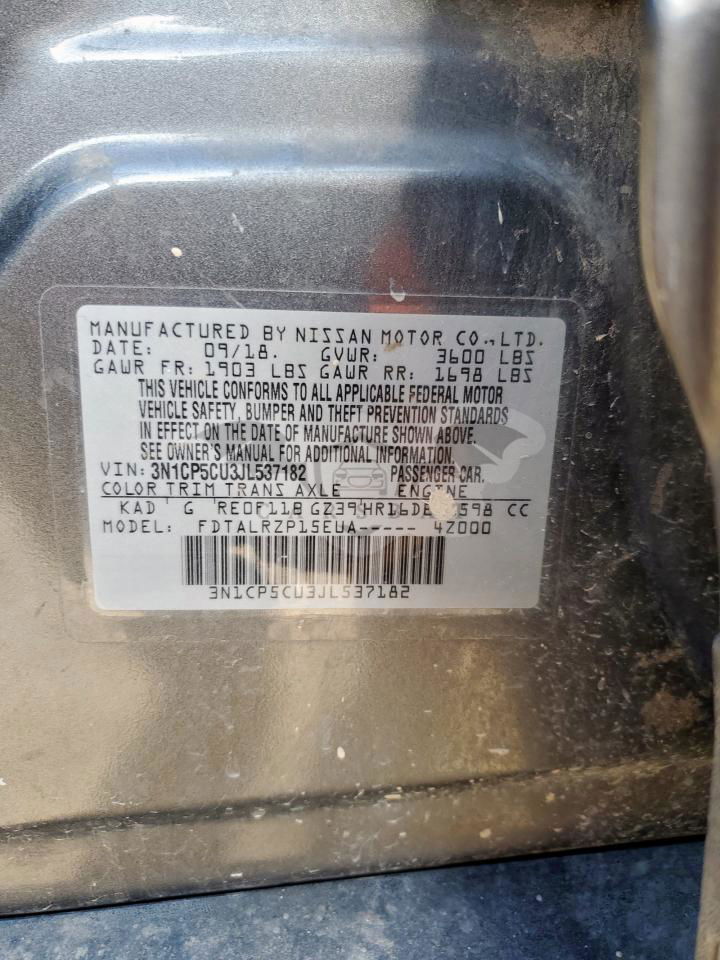 MANUFACTURED BY NISSAN MOTOR CO.,LTD.
DATE: 09/18. GVWR: 3600 LBS
GAWR FR: 1903 LBS GAWR RR: 1698 LBS
THIS VEHICLE CONFORMS TO ALL APPLICABLE FEDERAL MOTOR
VEHICLE SAFETY, BUMPER AND THEFT PREVENTION STANDARDS
IN EFFECT ON THE DATE OF MANUFACTURE SHOWN ABOVE.
SEE OWNER'S MANUAL FOR ADDITIONAL INFORMATION.
VIN: 3N1CP5CU3JL537182 PASSENGER CAR.
COLOR TRIM TRANS AXLE ENGINE
KAD G RE0F11B GZ39 CC
MODEL: FDTALRZP15EUA----- 4Z000
3N1CP5CU3JL537182